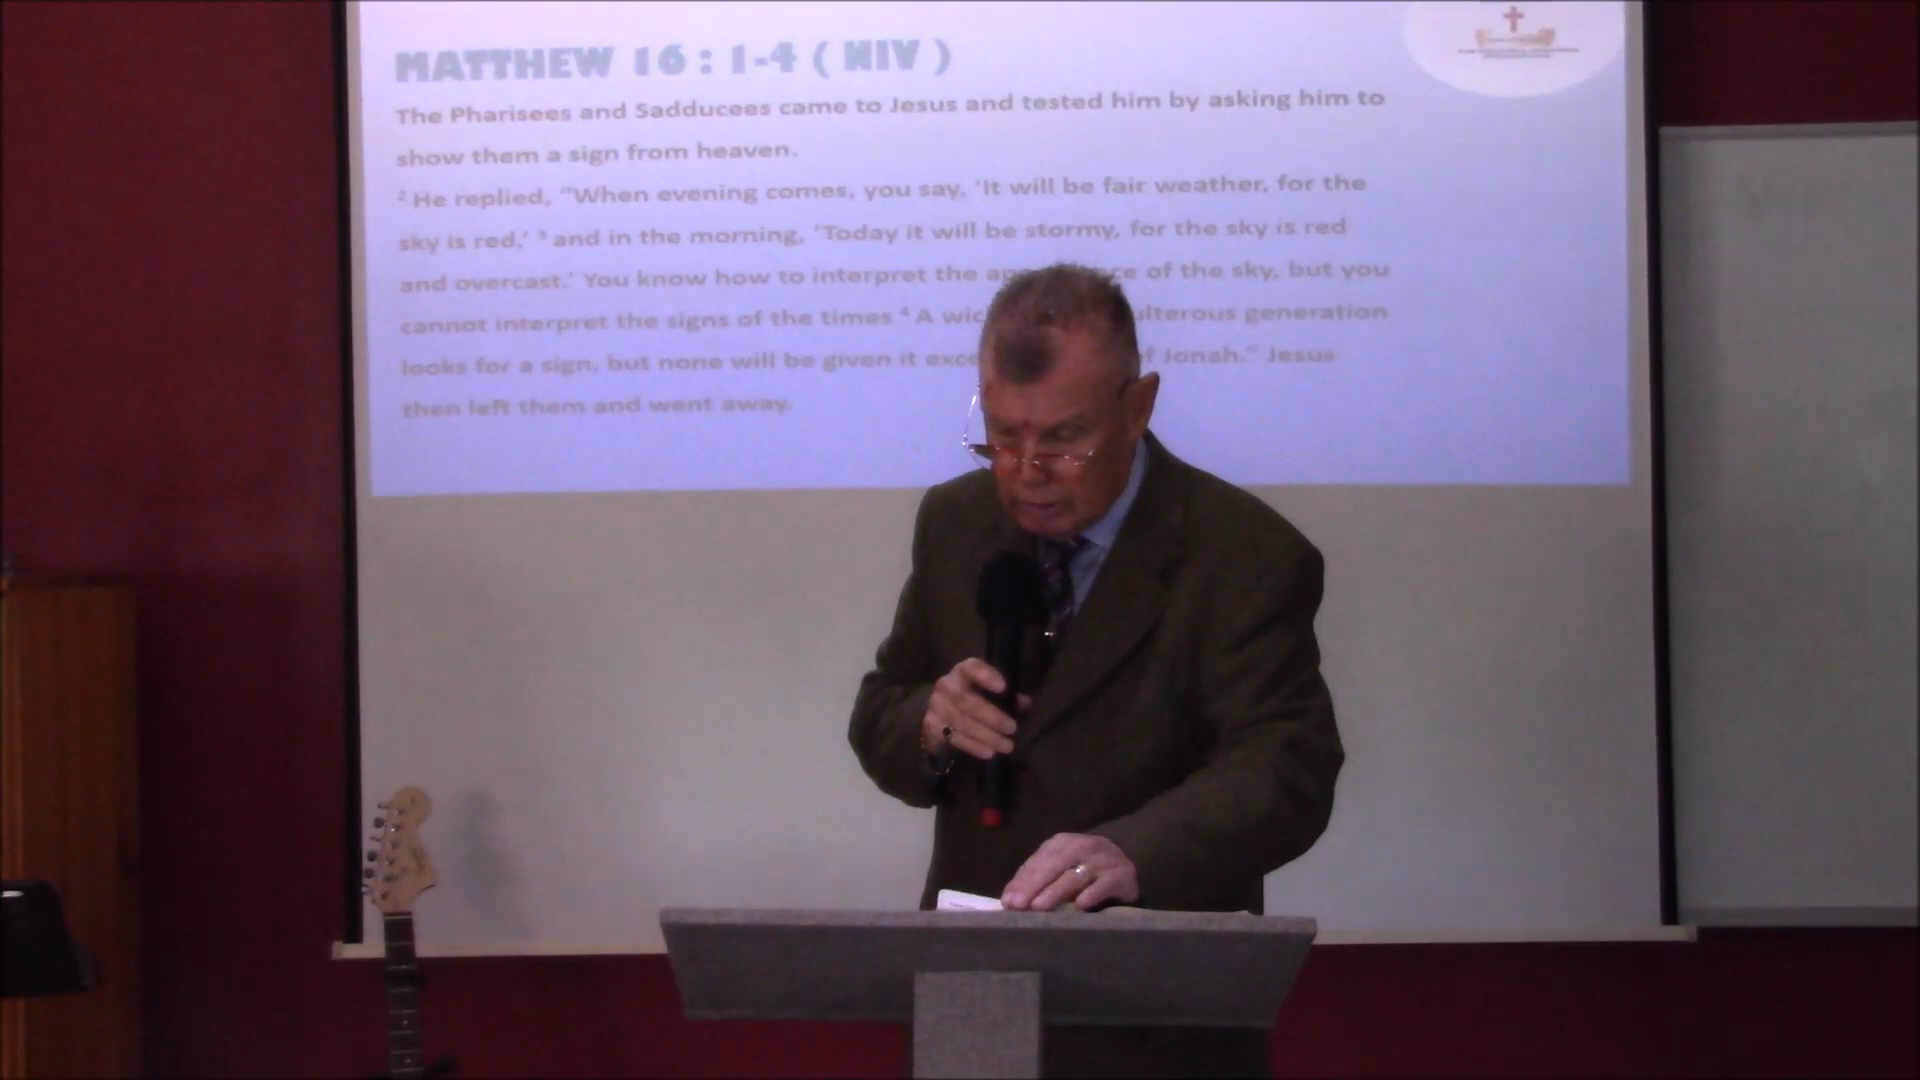 MATTHEW 16 : 1-4 ( NIV )
The Pharisees and Sadducees came to Jesus and tested him by asking him to
show them a sign from heaven.
² He replied, “When evening comes, you say, ‘It will be fair weather, for the
sky is red,’ ³ and in the morning, ‘Today it will be stormy, for the sky is red
and overcast.’ You know how to interpret the ce of the sky, but you
cannot interpret the signs of the times ⁴ A wic ulterous generation
looks for a sign, but none will be given it exce f Jonah.” Jesus
then left them and went away.